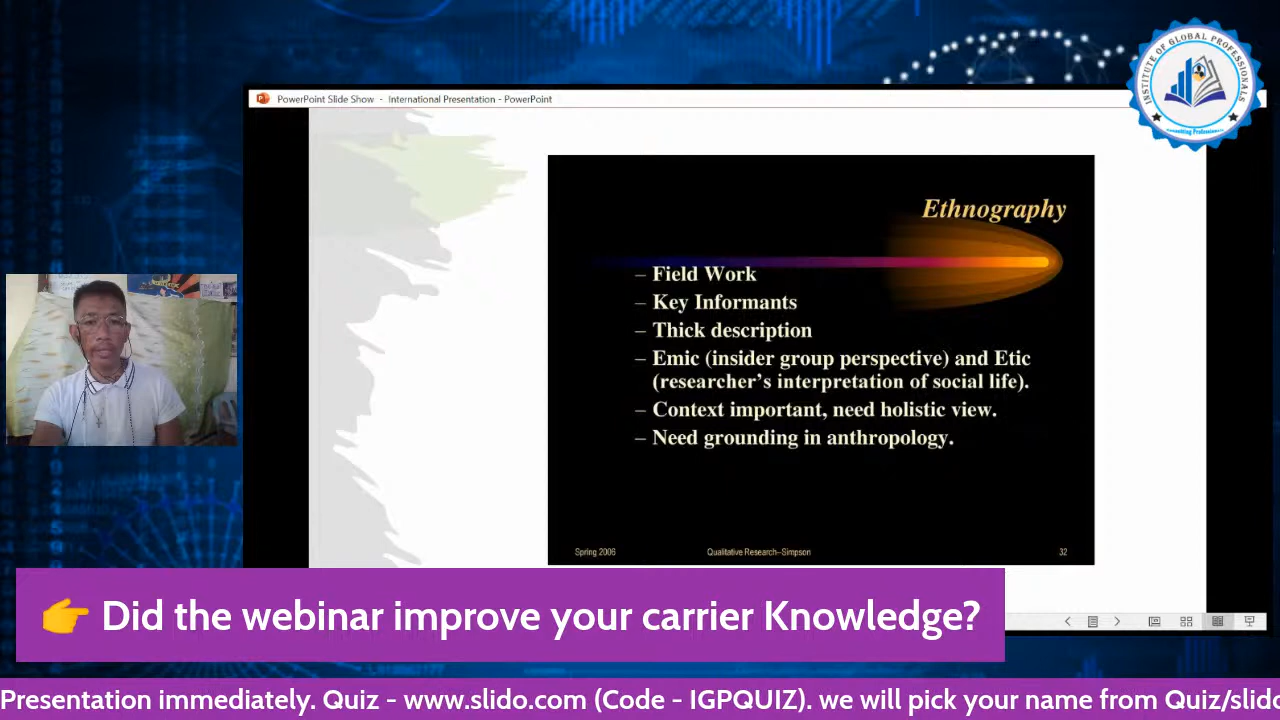 INSTITUTE OF GLOBAL PROFESSIONALS
Connecting Professionals
PowerPoint Slide Show - International Presentation - PowerPoint
Ethnography
– Field Work
– Key Informants
– Thick description
– Emic (insider group perspective) and Etic
(researcher's interpretation of social life).
– Context important, need holistic view.
– Need grounding in anthropology.
Spring 2006
Qualitative Research--Simpson
32
👉 Did the webinar improve your carrier Knowledge?
Presentation immediately. Quiz - www.slido.com (Code - IGPQUIZ). we will pick your name from Quiz/slido